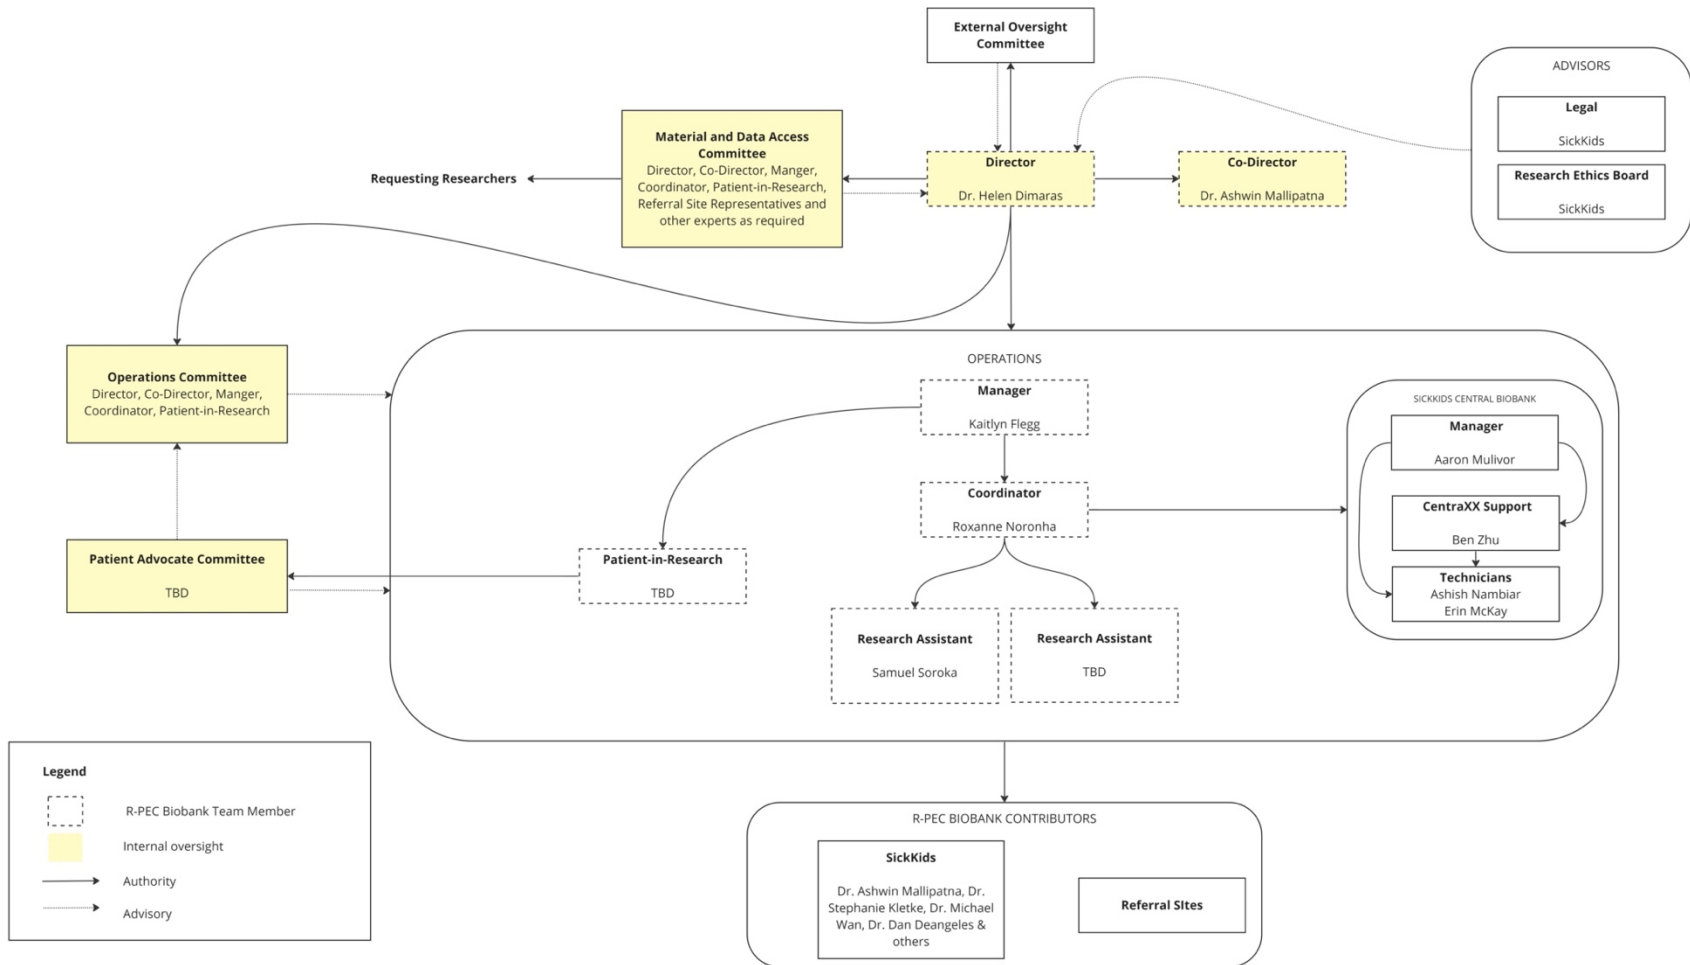 External Oversight
Committee
ADVISORS
Legal
SickKids
Research Ethics Board
SickKids
Material and Data Access
Committee
Director, Co-Director, Manger,
Coordinator, Patient-in-Research,
Referral Site Representatives and
other experts as required
Requesting Researchers
Director
Dr. Helen Dimaras
Co-Director
Dr. Ashwin Mallipatna
Operations Committee
Director, Co-Director, Manger,
Coordinator, Patient-in-Research
Patient Advocate Committee
TBD
OPERATIONS
Manager
Kaitlyn Flegg
Coordinator
Roxanne Noronha
Patient-in-Research
TBD
Research Assistant
Samuel Soroka
Research Assistant
TBD
SICKKIDS CENTRAL BIOBANK
Manager
Aaron Mulivor
CentraXX Support
Ben Zhu
Technicians
Ashish Nambiar
Erin McKay
Legend
R-PEC Biobank Team Member
Internal oversight
Authority
Advisory
R-PEC BIOBANK CONTRIBUTORS
SickKids
Dr. Ashwin Mallipatna, Dr.
Stephanie Kletke, Dr. Michael
Wan, Dr. Dan Deangeles &
others
Referral SItes